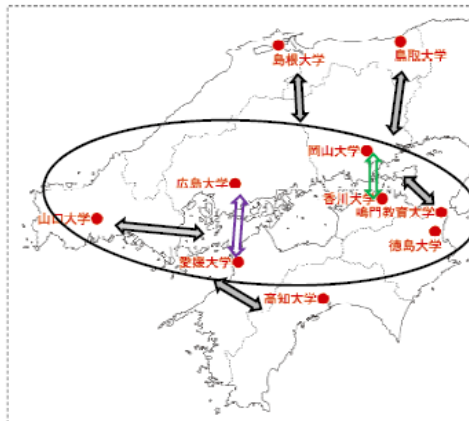 島根大学
鳥取大学
岡山大学
広島大学
香川大学
鳴門教育大学
山口大学
徳島大学
愛媛大学
高知大学